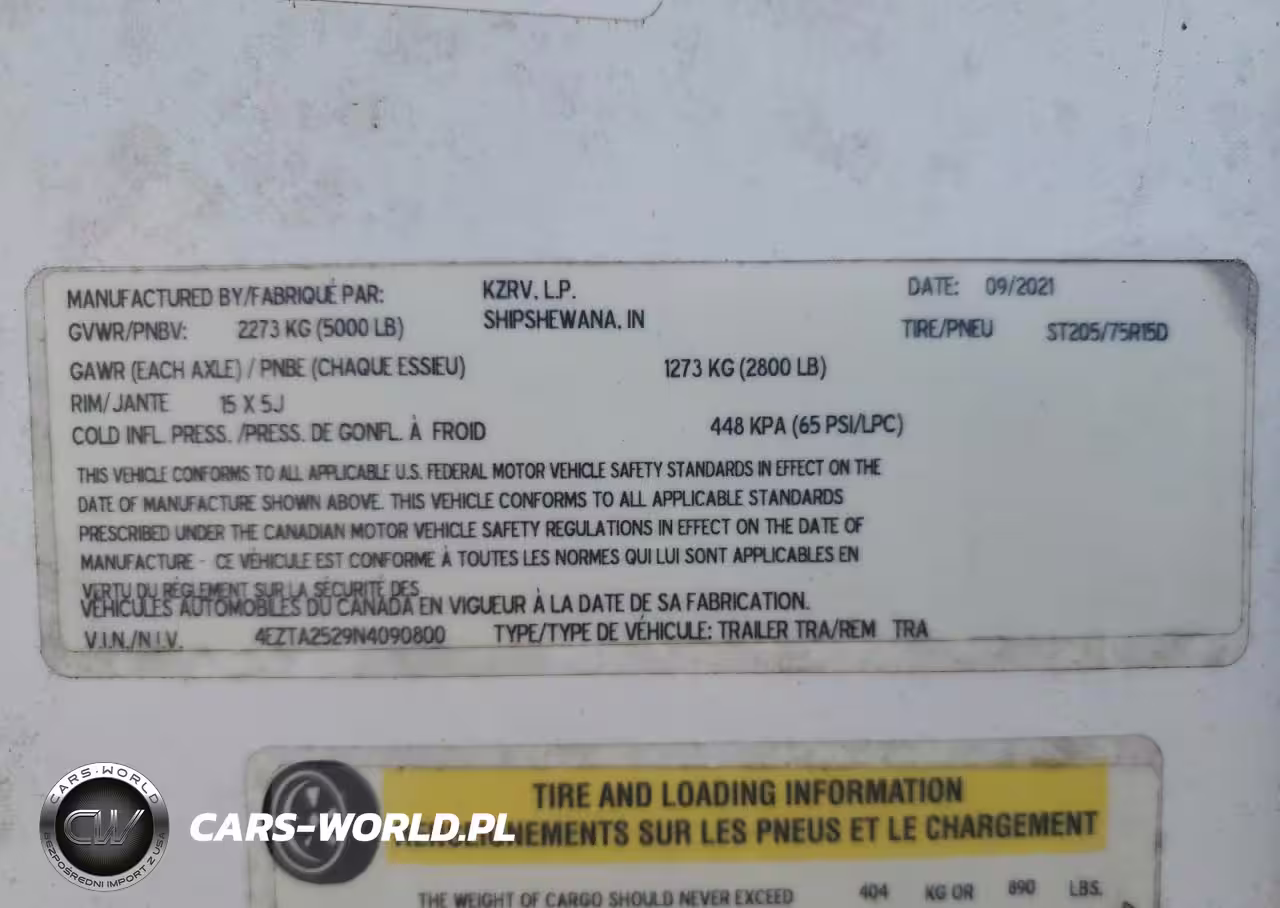 MANUFACTURED BY/FABRIQUÉ PAR: KZRV, L.P. DATE: 09/2021
GVWR/PNBV: 2273 KG (5000 LB) SHIPSHEWANA, IN TIRE/PNEU ST205/75R15D
GAWR (EACH AXLE) / PNBE (CHAQUE ESSIEU) 1273 KG (2800 LB)
RIM/JANTE 15 X 5J
COLD INFL. PRESS. /PRESS. DE GONFL. À FROID 448 KPA (65 PSI/LPC)
THIS VEHICLE CONFORMS TO ALL APPLICABLE U.S. FEDERAL MOTOR VEHICLE SAFETY STANDARDS IN EFFECT ON THE
DATE OF MANUFACTURE SHOWN ABOVE. THIS VEHICLE CONFORMS TO ALL APPLICABLE STANDARDS
PRESCRIBED UNDER THE CANADIAN MOTOR VEHICLE SAFETY REGULATIONS IN EFFECT ON THE DATE OF
MANUFACTURE - CE VÉHICULE EST CONFORME À TOUTES LES NORMES QUI LUI SONT APPLICABLES EN
VERTU DU RÈGLEMENT SUR LA SÉCURITÉ DES
VÉHICULES AUTOMOBILES DU CANADA EN VIGUEUR À LA DATE DE SA FABRICATION.
V.I.N./N.I.V. 4EZTA2529N4090800 TYPE/TYPE DE VÉHICULE: TRAILER TRA/REM TRA
TIRE AND LOADING INFORMATION
SUR LES PNEUS ET LE CHARGEMENT
THE WEIGHT OF CARGO SHOULD NEVER EXCEED 404 KG OR 890 LBS.
CARS-WORLD
CW
BEZPOŚREDNI IMPORT Z USA
CARS-WORLD.PL